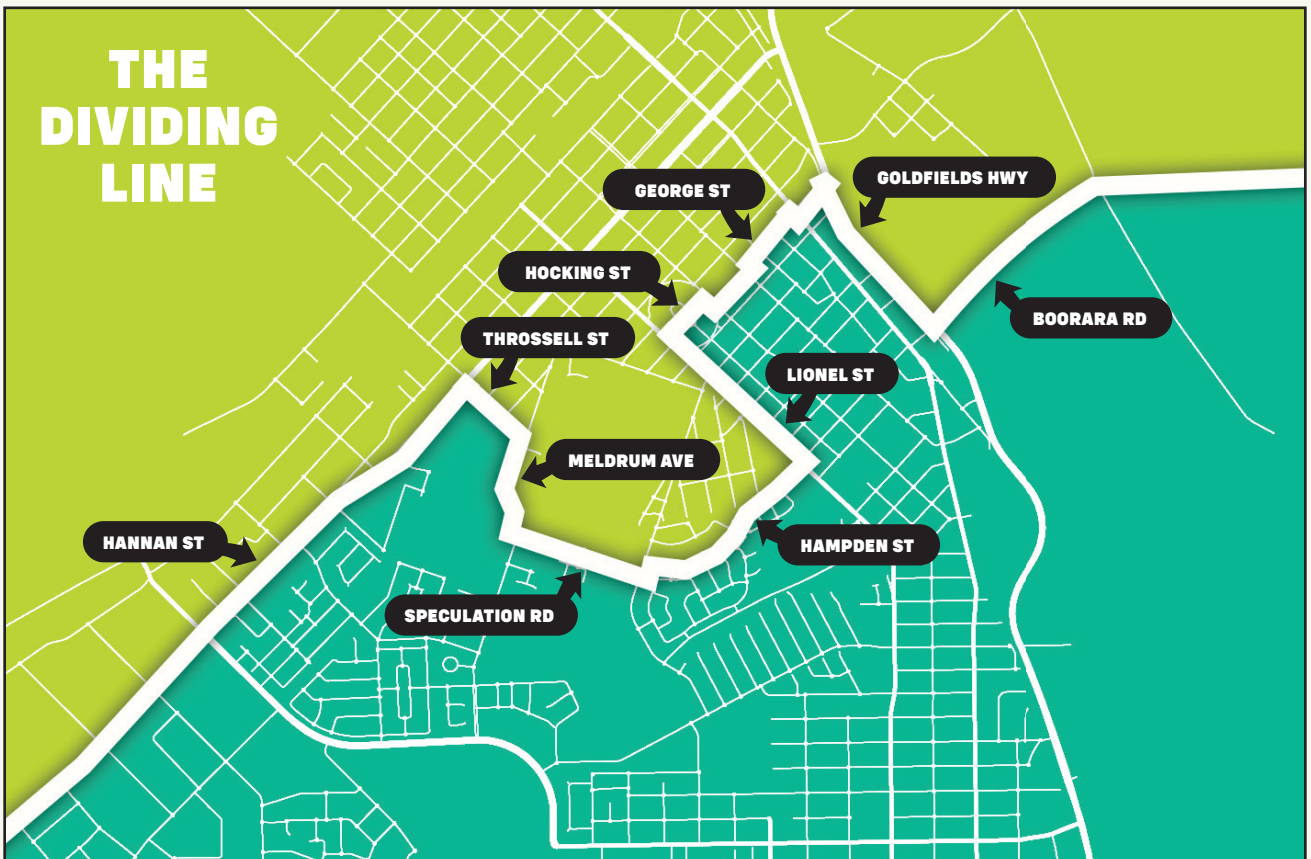 THE
DIVIDING
LINE
GEORGE ST
GOLDFIELDS HWY
HOCKING ST
BOORARA RD
THROSSELL ST
LIONEL ST
MELDRUM AVE
HANNAN ST
HAMPDEN ST
SPECULATION RD